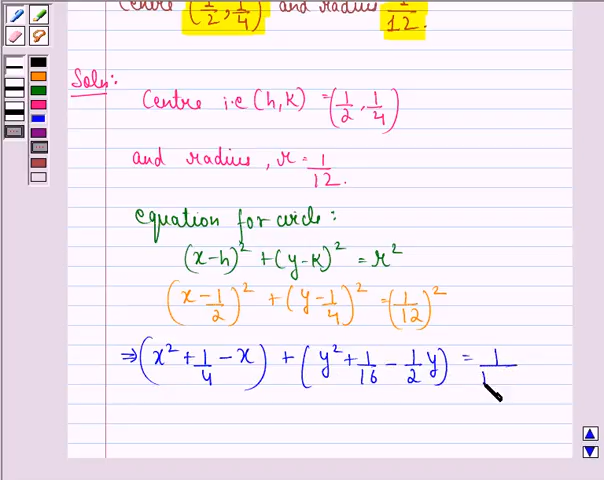 Centre (1/2, 1/4) and radius 1/12.
Soln:
Centre i.e (h, k) = (1/2, 1/4)
and radius, r = 1/12.
equation for circle:
(x-h)² + (y-k)² = r²
(x - 1/2)² + (y - 1/4)² = (1/12)²
⇒ (x² + 1/4 - x) + (y² + 1/16 - 1/2 y) = 1/1